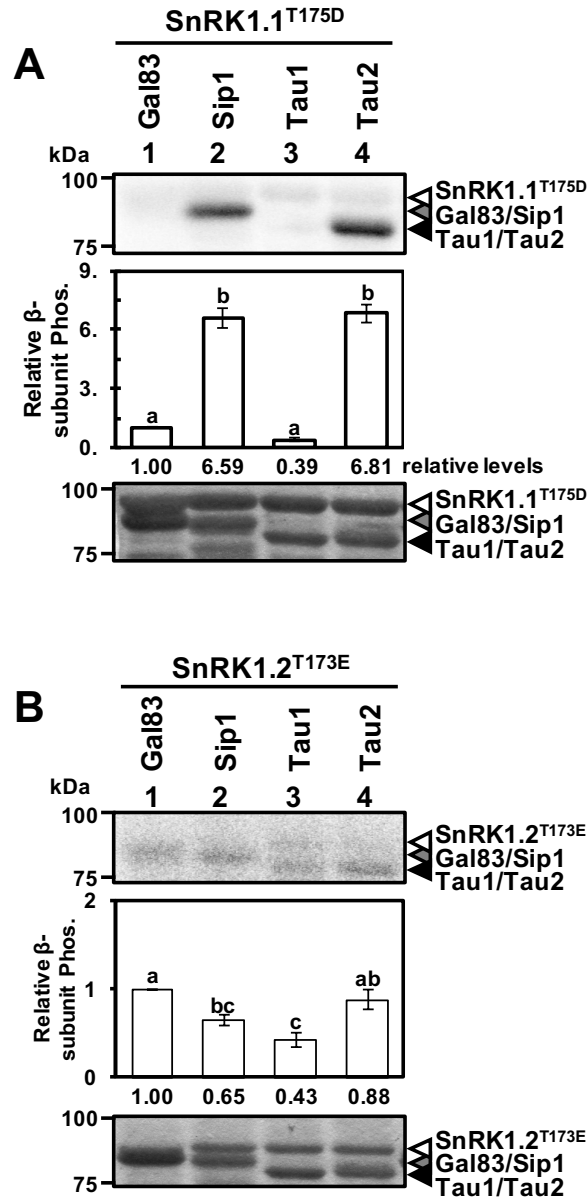 SnRK1.1T175D
A
Gal83
Sip1
Tau1
Tau2
kDa
1 2 3 4
100
75
SnRK1.1T175D
Gal83/Sip1
Tau1/Tau2
Relative β-
subunit Phos.
9.
6.
3.
0.
a
b
a
b
1.00 6.59 0.39 6.81 relative levels
100
75
SnRK1.1T175D
Gal83/Sip1
Tau1/Tau2
SnRK1.2T173E
B
Gal83
Sip1
Tau1
Tau2
kDa
1 2 3 4
100
75
SnRK1.2T173E
Gal83/Sip1
Tau1/Tau2
Relative β-
subunit Phos.
2
1
0
a
bc
c
ab
1.00 0.65 0.43 0.88
100
75
SnRK1.2T173E
Gal83/Sip1
Tau1/Tau2